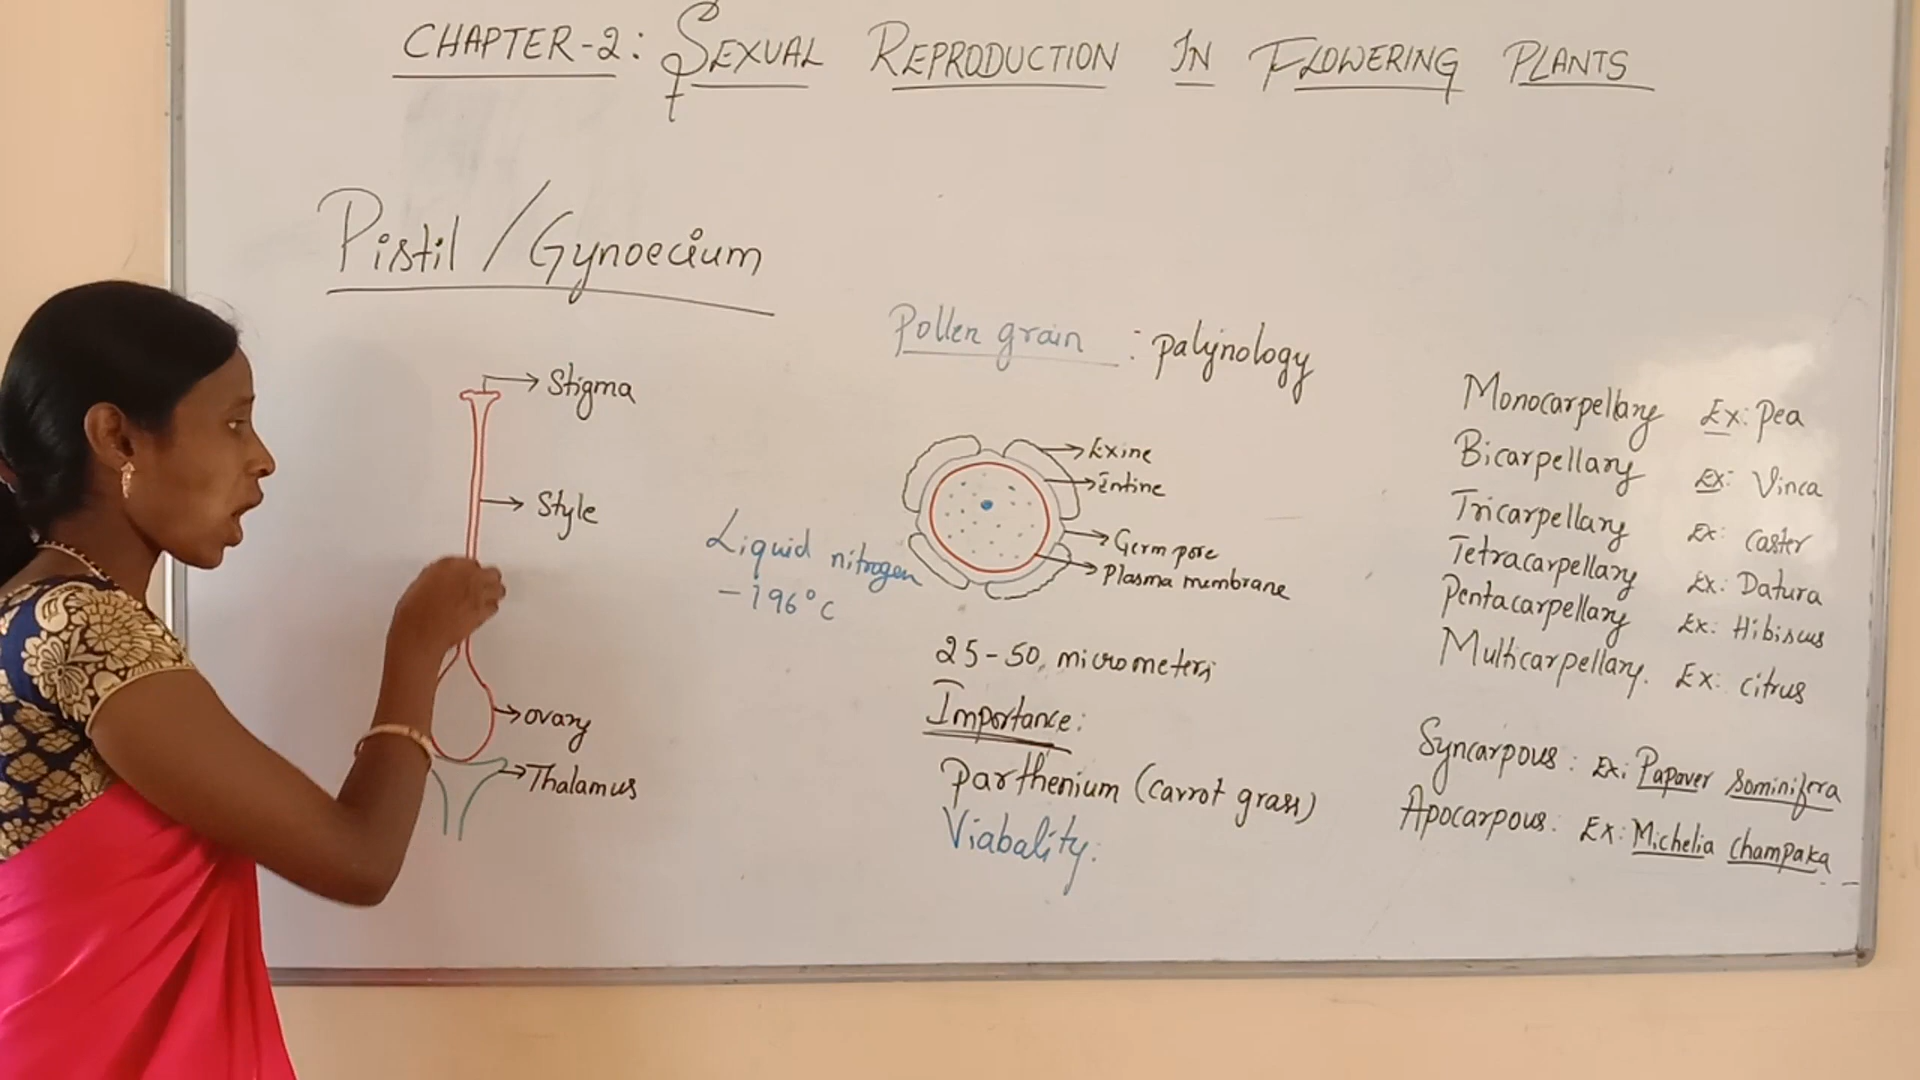 CHAPTER-2: SEXUAL REPRODUCTION IN FLOWERING PLANTS
Pistil / Gynoecium
Stigma
Style
ovary
Thalamus
Pollen grain : palynology
Exine
Intine
Germ pore
Plasma membrane
Liquid nitrogen
-196°C
25-50 micrometers
Importance:
Parthenium (carrot grass)
Viabality:
Monocarpellary Ex: Pea
Bicarpellary Ex: Vinca
Tricarpellary Ex: Caster
Tetracarpellary Ex: Datura
Pentacarpellary Ex: Hibiscus
Multicarpellary. Ex: citrus
Syncarpous: Ex: Papaver Sominifera
Apocarpous: Ex: Michelia Champaka